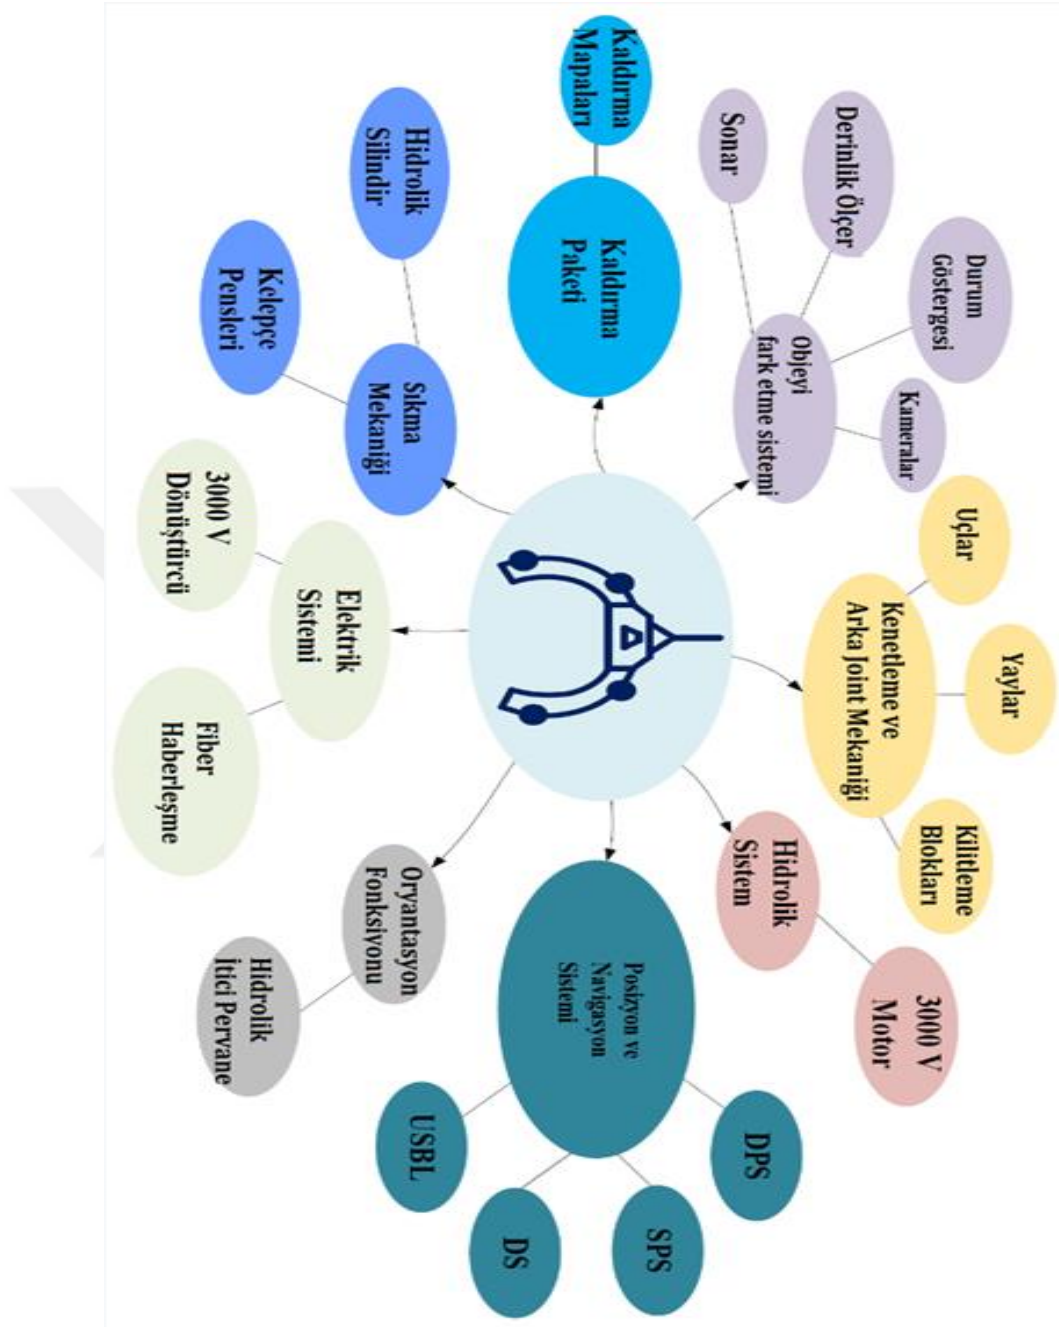 Kaldırma
Mapaları
Kaldırma
Paketi
Sonar
Derinlik Ölçer
Durum
Göstergesi
Kameralar
Objeyi
fark etme sistemi
Uçlar
Yaylar
Kilitleme
Blokları
Kenetleme ve
Arka Joint Mekaniği
Hidrolik
Sistem
3000 V
Motor
Posizyon ve
Navigasyon
Sistemi
DPS
SPS
DS
USBL
Oryantasyon
Fonksiyonu
Hidrolik
İtici Pervane
Elektrik
Sistemi
Fiber
Haberleşme
3000 V
Dönüştürcü
Sıkma
Mekaniği
Kelepçe
Pensleri
Hidrolik
Silindir